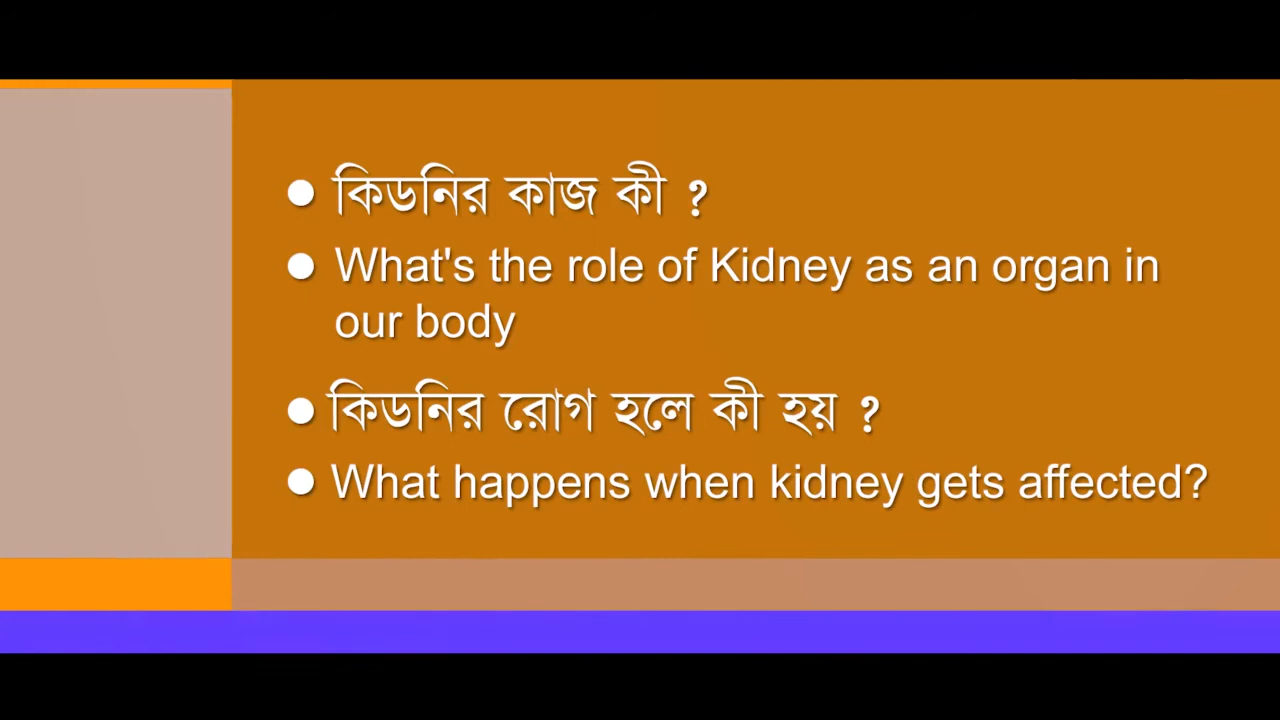 • কিডনির কাজ কী ?
• What's the role of Kidney as an organ in
our body
• কিডনির রোগ হলে কী হয় ?
• What happens when kidney gets affected?